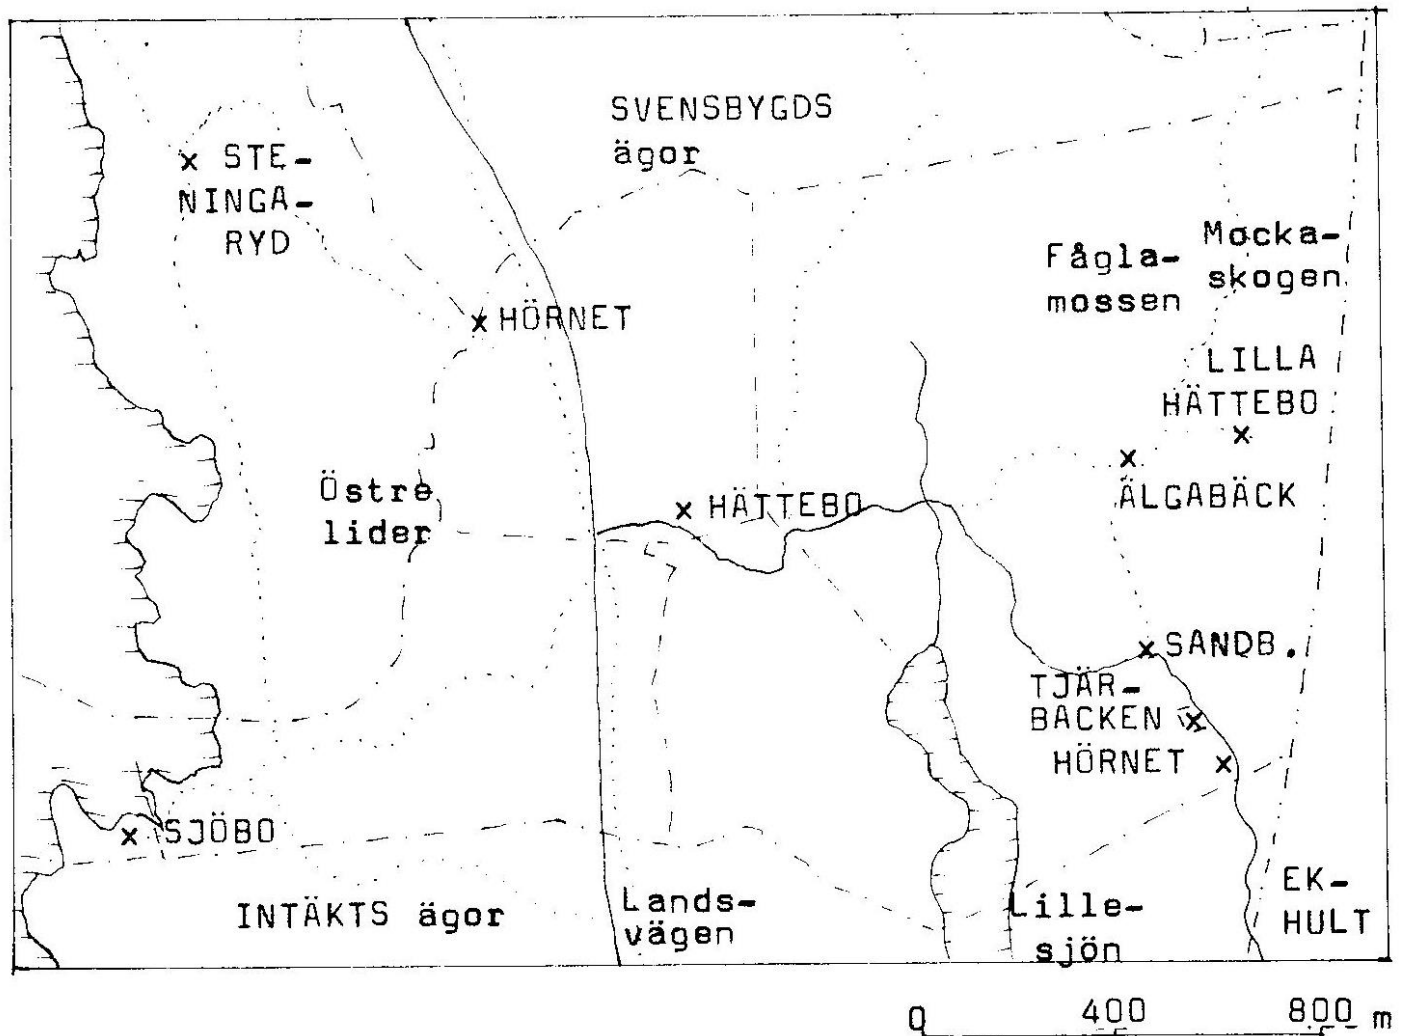 SVENSBYGDS
ägor
STE-
NINGA-
RYD
Mocka-
skogen
Fågla-
mossen
HÖRNET
LILLA
HÄTTEBO
ÄLGABÄCK
Östre
lider
HÄTTEBO
SANDB.
TJÄR-
BACKEN
HÖRNET
SJÖBO
INTÄKTS ägor
Lands-
vägen
Lille-
sjön
EK-
HULT
0 400 800 m